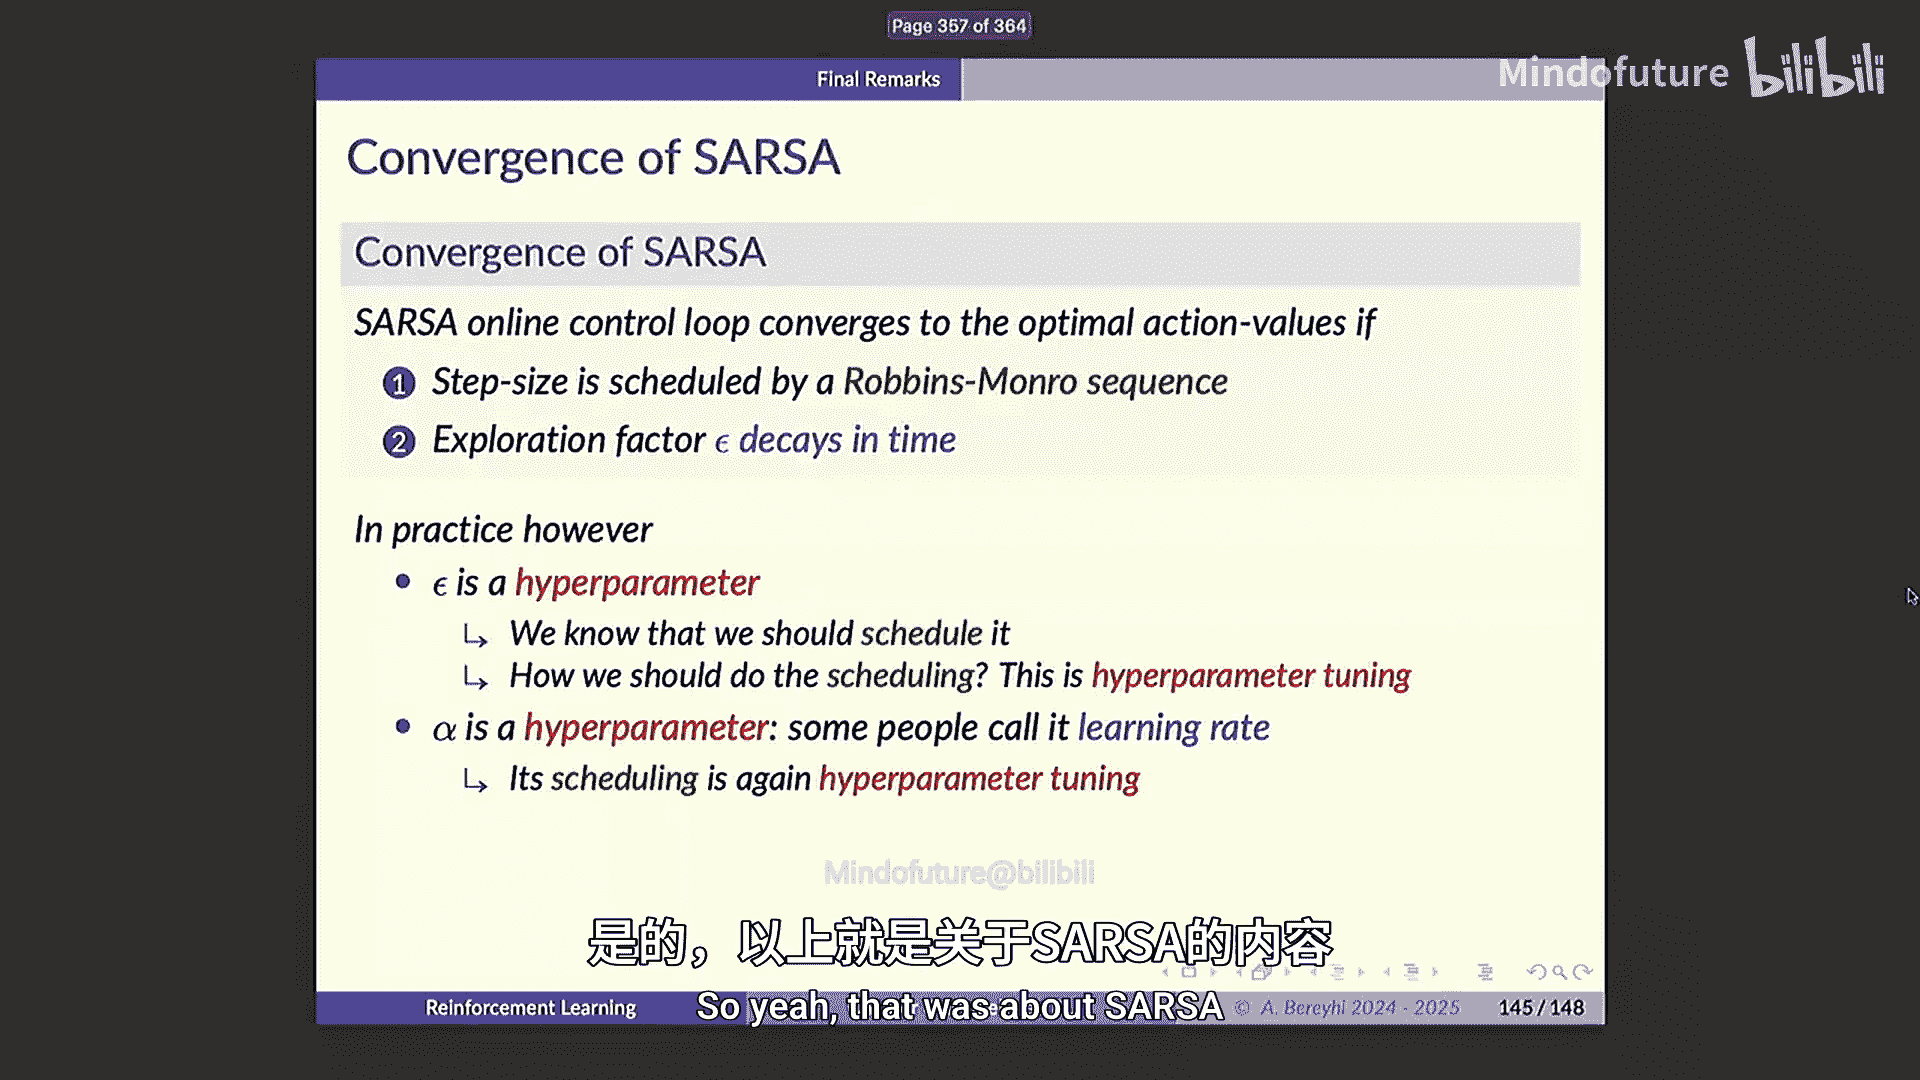 Page 357 of 364
Final Remarks
Mindofuture bilibili
Convergence of SARSA
Convergence of SARSA
SARSA online control loop converges to the optimal action-values if
1 Step-size is scheduled by a Robbins-Monro sequence
2 Exploration factor ϵ decays in time
In practice however
• ϵ is a hyperparameter
↳ We know that we should schedule it
↳ How we should do the scheduling? This is hyperparameter tuning
• α is a hyperparameter: some people call it learning rate
↳ Its scheduling is again hyperparameter tuning
Mindofuture@bilibili
是的，以上就是关于SARSA的内容
So yeah, that was about SARSA
Reinforcement Learning
© A. Bereyhi 2024 - 2025
145 / 148